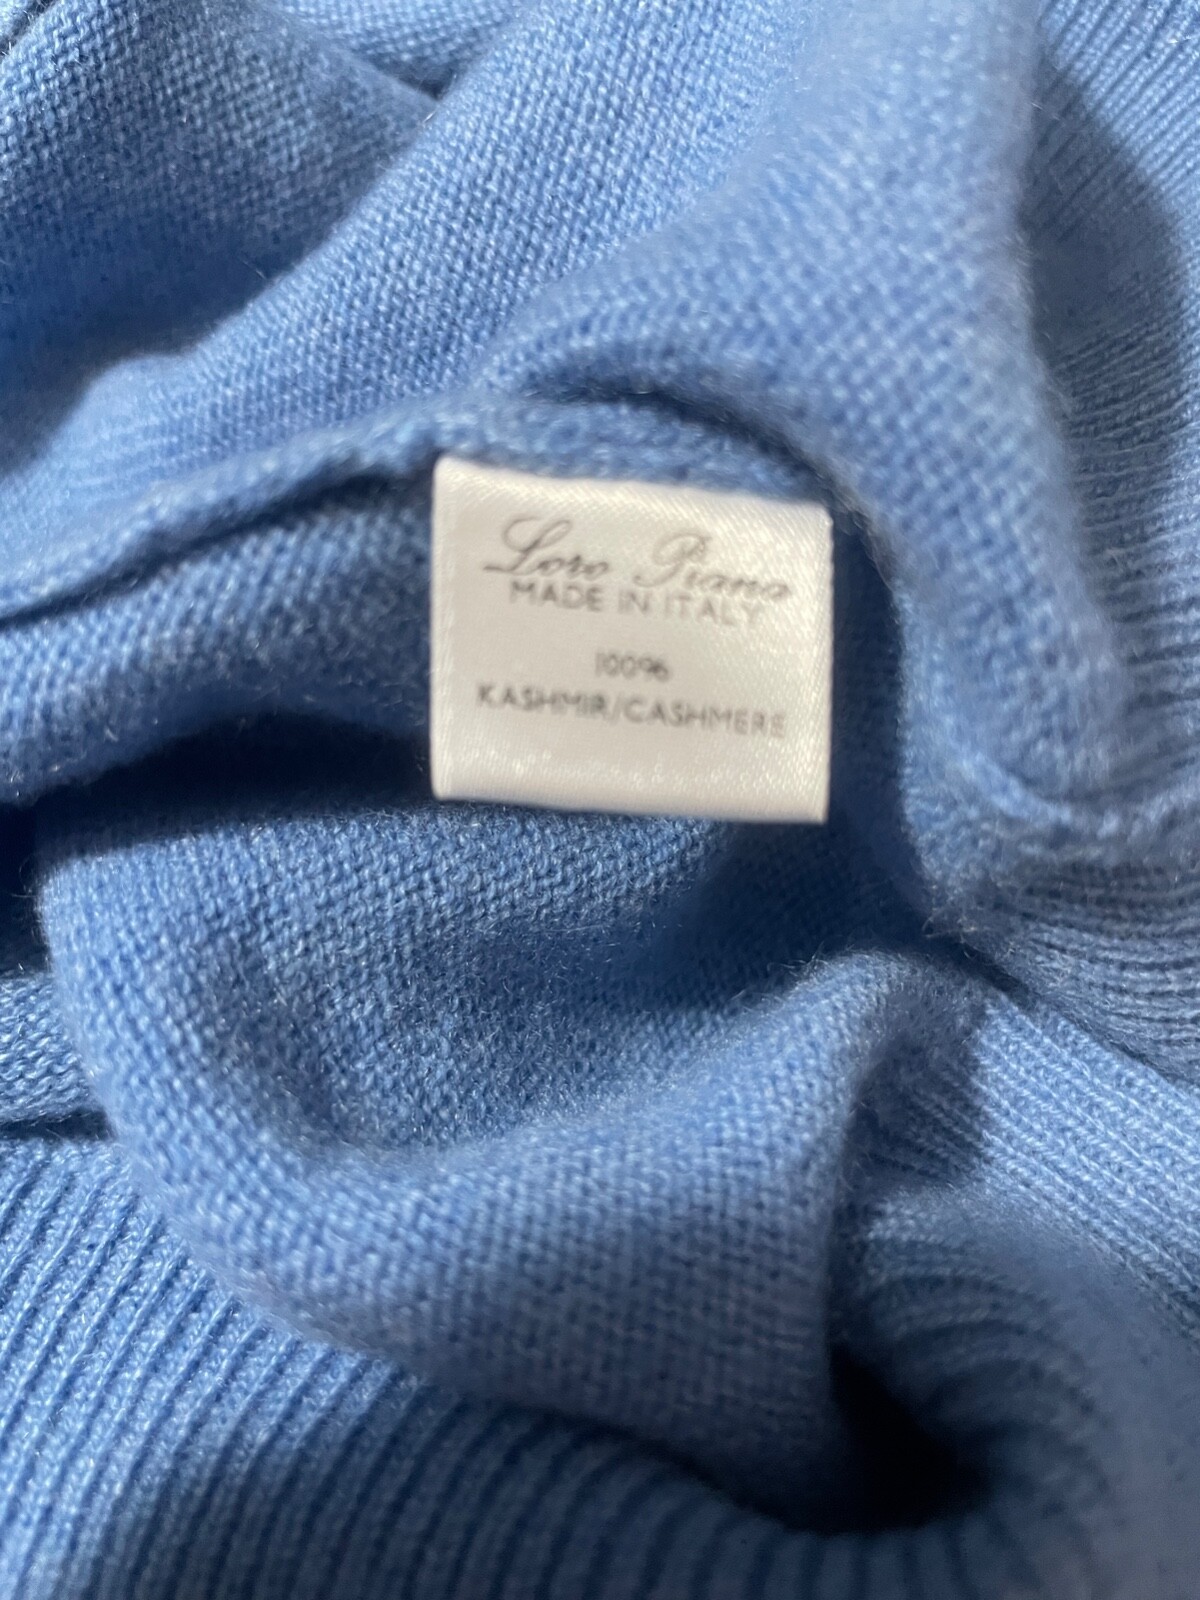 Loro Piana
MADE IN ITALY
100%
KASHMIR/CASHMERE